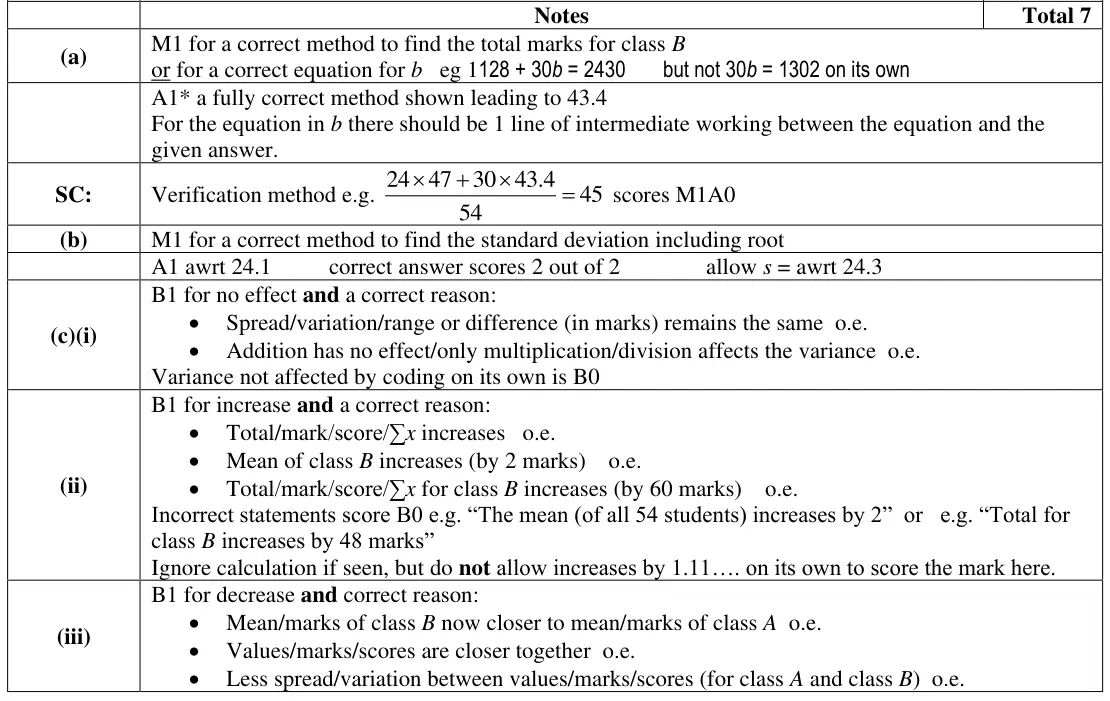 Notes Total 7
(a)
M1 for a correct method to find the total marks for class B
or for a correct equation for b eg 1128 + 30b = 2430 but not 30b = 1302 on its own
A1* a fully correct method shown leading to 43.4
For the equation in b there should be 1 line of intermediate working between the equation and the
given answer.
SC: Verification method e.g. \frac{24×47+30×43.4}{54} = 45 scores M1A0
(b) M1 for a correct method to find the standard deviation including root
A1 awrt 24.1 correct answer scores 2 out of 2 allow s = awrt 24.3
(c)(i)
B1 for no effect and a correct reason:
• Spread/variation/range or difference (in marks) remains the same o.e.
• Addition has no effect/only multiplication/division affects the variance o.e.
Variance not affected by coding on its own is B0
(ii)
B1 for increase and a correct reason:
• Total/mark/score/∑x increases o.e.
• Mean of class B increases (by 2 marks) o.e.
• Total/mark/score/∑x for class B increases (by 60 marks) o.e.
Incorrect statements score B0 e.g. “The mean (of all 54 students) increases by 2” or e.g. “Total for
class B increases by 48 marks”
Ignore calculation if seen, but do not allow increases by 1.11…. on its own to score the mark here.
(iii)
B1 for decrease and correct reason:
• Mean/marks of class B now closer to mean/marks of class A o.e.
• Values/marks/scores are closer together o.e.
• Less spread/variation between values/marks/scores (for class A and class B) o.e.